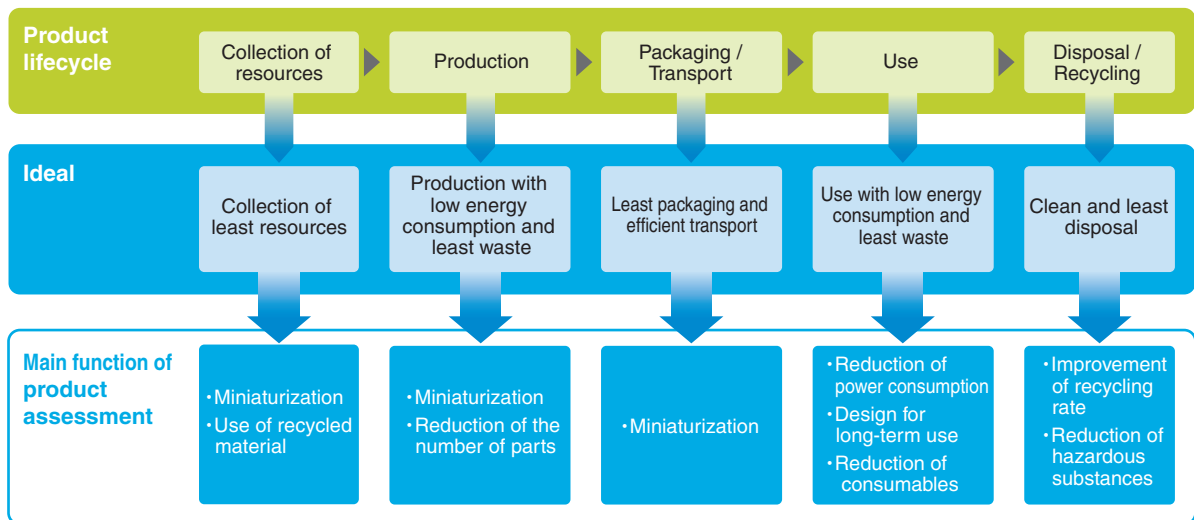 Product
lifecycle
Collection of
resources
Production
Packaging /
Transport
Use
Disposal /
Recycling
Ideal
Collection of
least resources
Production with
low energy
consumption and
least waste
Least packaging and
efficient transport
Use with low energy
consumption and
least waste
Clean and least
disposal
Main function of
product
assessment
・Miniaturization
・Use of recycled
material
・Miniaturization
・Reduction of the
number of parts
・Miniaturization
・Reduction of
power consumption
・Design for
long-term use
・Reduction of
consumables
・Improvement
of recycling
rate
・Reduction of
hazardous
substances